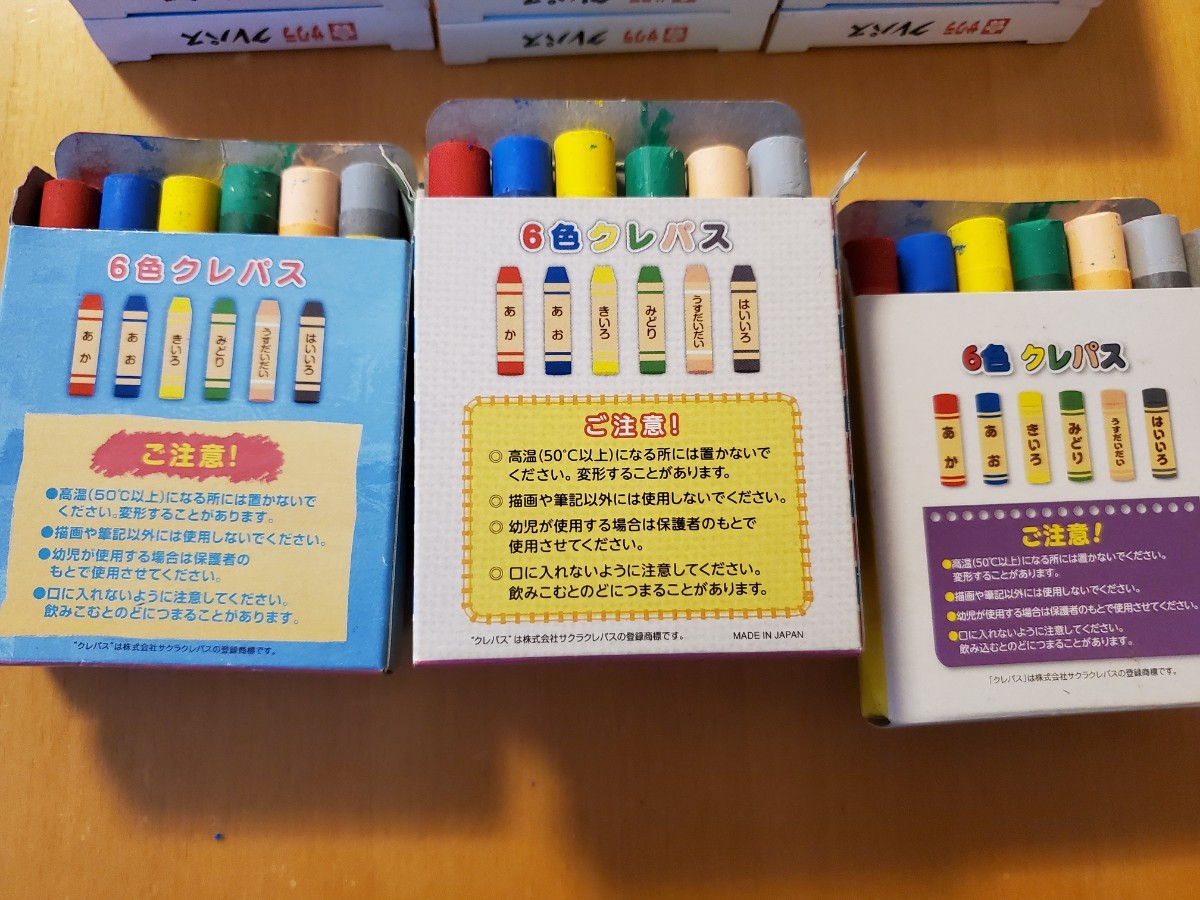 クレパス サクラ
クレパス サクラ
クレパス サクラ
6色クレパス
あか
あお
きいろ
みどり
うすだいだい
はいいろ
ご注意!
●高温(50℃以上)になる所には置かないで
ください。変形することがあります。
●描画や筆記以外には使用しないでください。
●幼児が使用する場合は保護者の
もとで使用させてください。
●口に入れないように注意してください。
飲みこむとのどにつまることがあります。
"クレパス"は株式会社サクラクレパスの登録商標です。
6色クレパス
あか
あお
きいろ
みどり
うすだいだい
はいいろ
ご注意!
◎高温(50℃以上)になる所には置かないで
ください。変形することがあります。
◎描画や筆記以外には使用しないでください。
◎幼児が使用する場合は保護者のもとで
使用させてください。
◎口に入れないように注意してください。
飲みこむとのどにつまることがあります。
"クレパス"は株式会社サクラクレパスの登録商標です。 MADE IN JAPAN
6色 クレパス
あか
あお
きいろ
みどり
うすだいだい
はいいろ
ご注意!
●高温(50℃以上)になる所には置かないでください。
変形することがあります。
●描画や筆記以外には使用しないでください。
●幼児が使用する場合は保護者のもとで使用させてください。
●口に入れないように注意してください。
飲み込むとのどにつまることがあります。
「クレパス」は株式会社サクラクレパスの登録商標です。